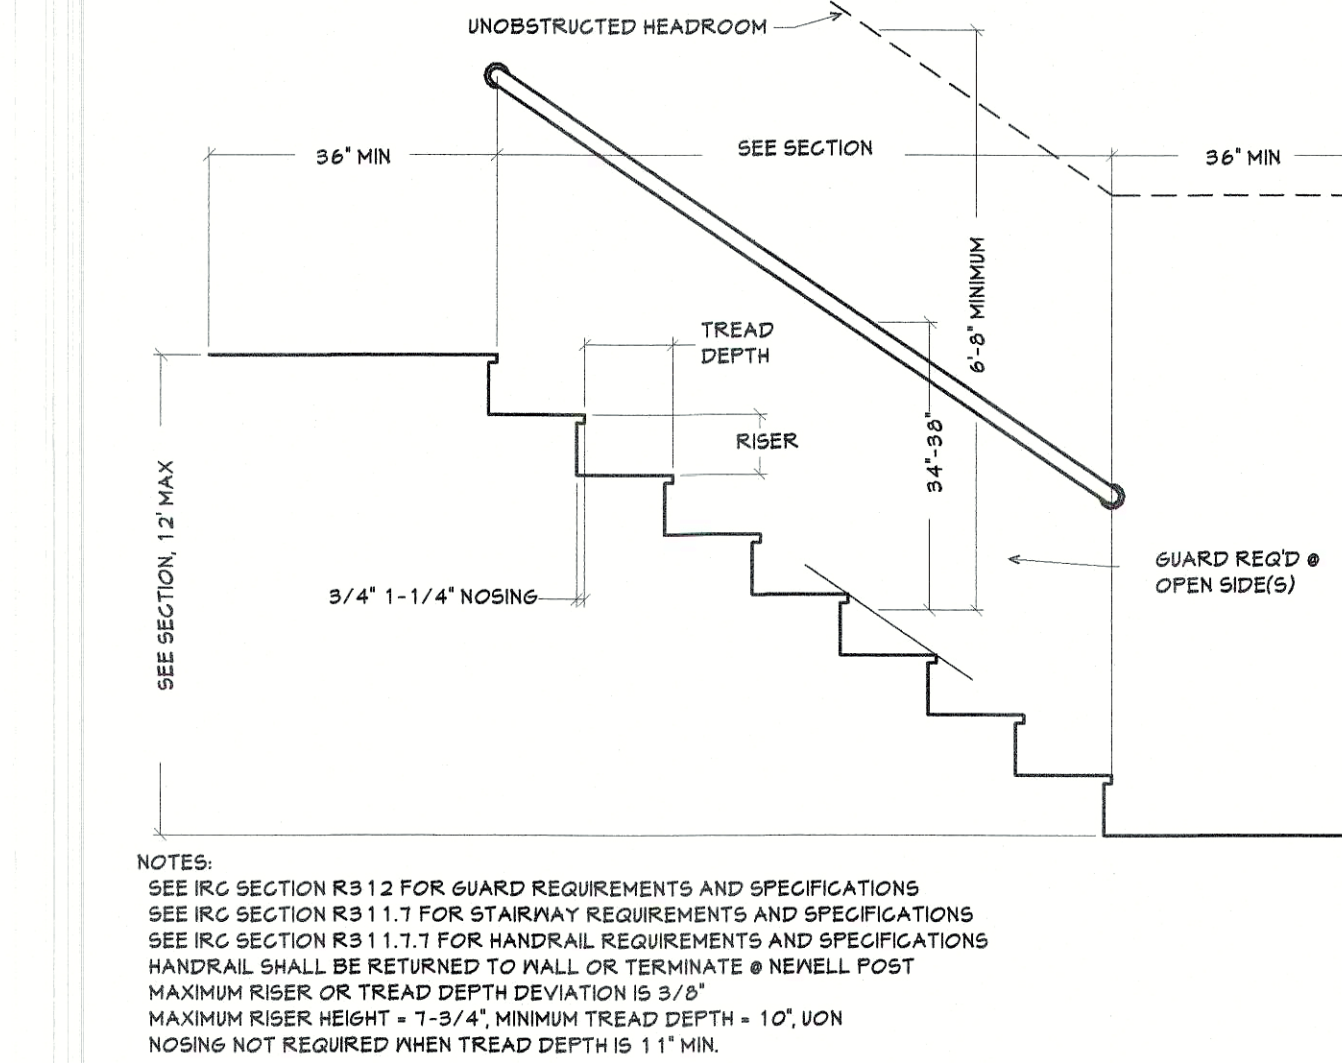 UNOBSTRUCTED HEADROOM
36" MIN
SEE SECTION
36" MIN
6'-8" MINIMUM
TREAD
DEPTH
RISER
34"-38"
SEE SECTION, 12' MAX
3/4" 1-1/4" NOSING
GUARD REQ'D @
OPEN SIDE(S)
NOTES:
SEE IRC SECTION R312 FOR GUARD REQUIREMENTS AND SPECIFICATIONS
SEE IRC SECTION R311.7 FOR STAIRWAY REQUIREMENTS AND SPECIFICATIONS
SEE IRC SECTION R311.7.7 FOR HANDRAIL REQUIREMENTS AND SPECIFICATIONS
HANDRAIL SHALL BE RETURNED TO WALL OR TERMINATE @ NEWELL POST
MAXIMUM RISER OR TREAD DEPTH DEVIATION IS 3/8"
MAXIMUM RISER HEIGHT = 7-3/4", MINIMUM TREAD DEPTH = 10", UON
NOSING NOT REQUIRED WHEN TREAD DEPTH IS 11" MIN.